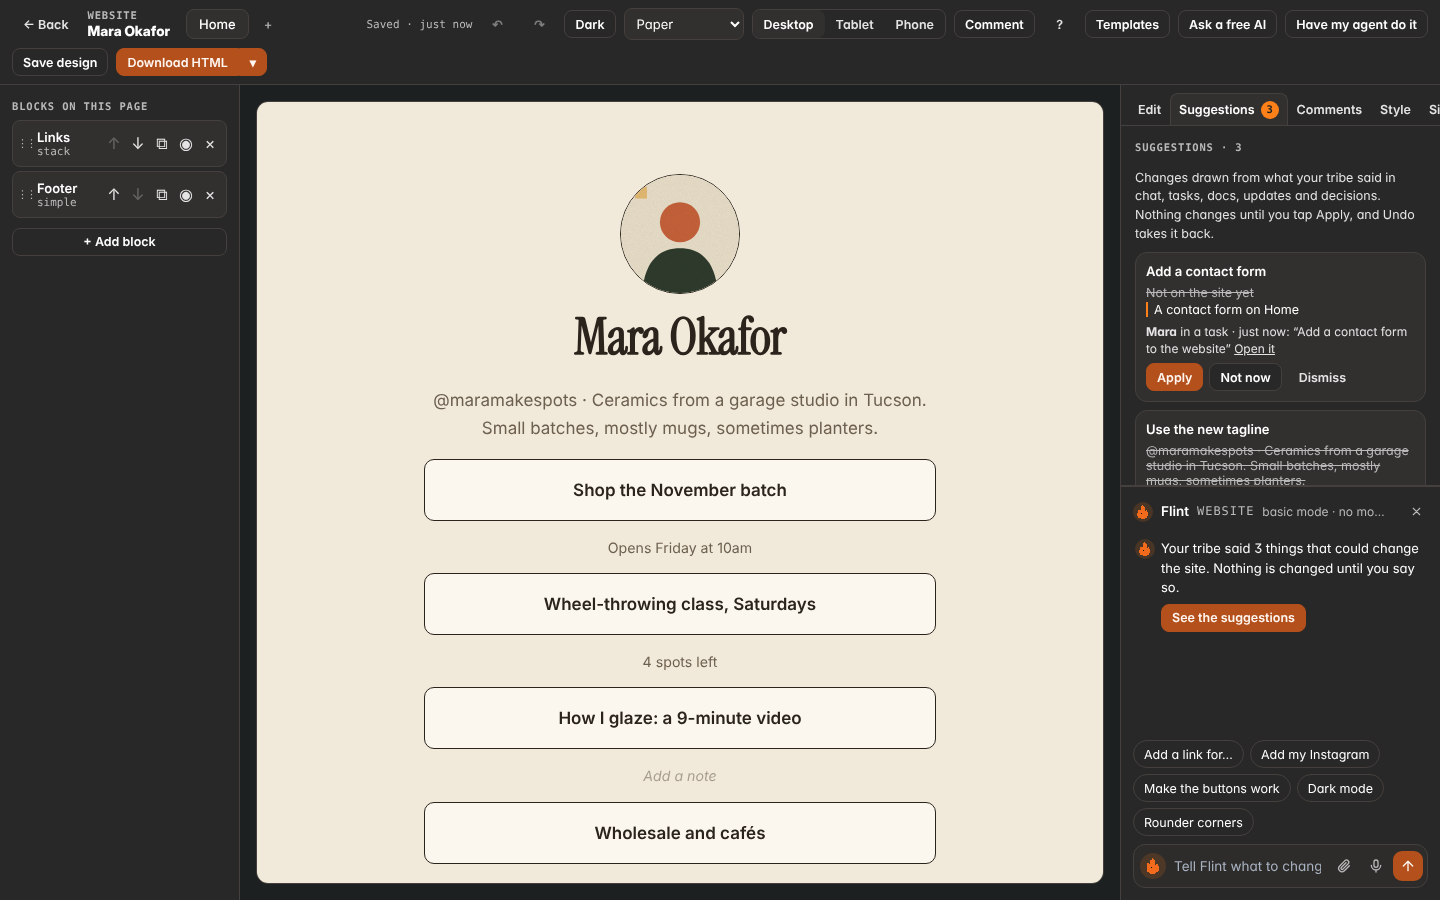 ← Back
WEBSITE
Mara Okafor
Home
+
Saved · just now
Dark
Paper
Desktop
Tablet
Phone
Comment
?
Templates
Ask a free AI
Have my agent do it
Save design
Download HTML
BLOCKS ON THIS PAGE
Links
stack
Footer
simple
+ Add block
Mara Okafor
@maramakespots · Ceramics from a garage studio in Tucson.
Small batches, mostly mugs, sometimes planters.
Shop the November batch
Opens Friday at 10am
Wheel-throwing class, Saturdays
4 spots left
How I glaze: a 9-minute video
Add a note
Wholesale and cafés
Edit
Suggestions 3
Comments
Style
Si
SUGGESTIONS · 3
Changes drawn from what your tribe said in
chat, tasks, docs, updates and decisions.
Nothing changes until you tap Apply, and Undo
takes it back.
Add a contact form
Not on the site yet
A contact form on Home
Mara in a task · just now: “Add a contact form
to the website” Open it
Apply
Not now
Dismiss
Use the new tagline
@maramakespots · Ceramics from a garage
studio in Tucson. Small batches, mostly
mugs, sometimes planters.
Flint WEBSITE basic mode · no mo...
Your tribe said 3 things that could change
the site. Nothing is changed until you say
so.
See the suggestions
Add a link for...
Add my Instagram
Make the buttons work
Dark mode
Rounder corners
Tell Flint what to chang